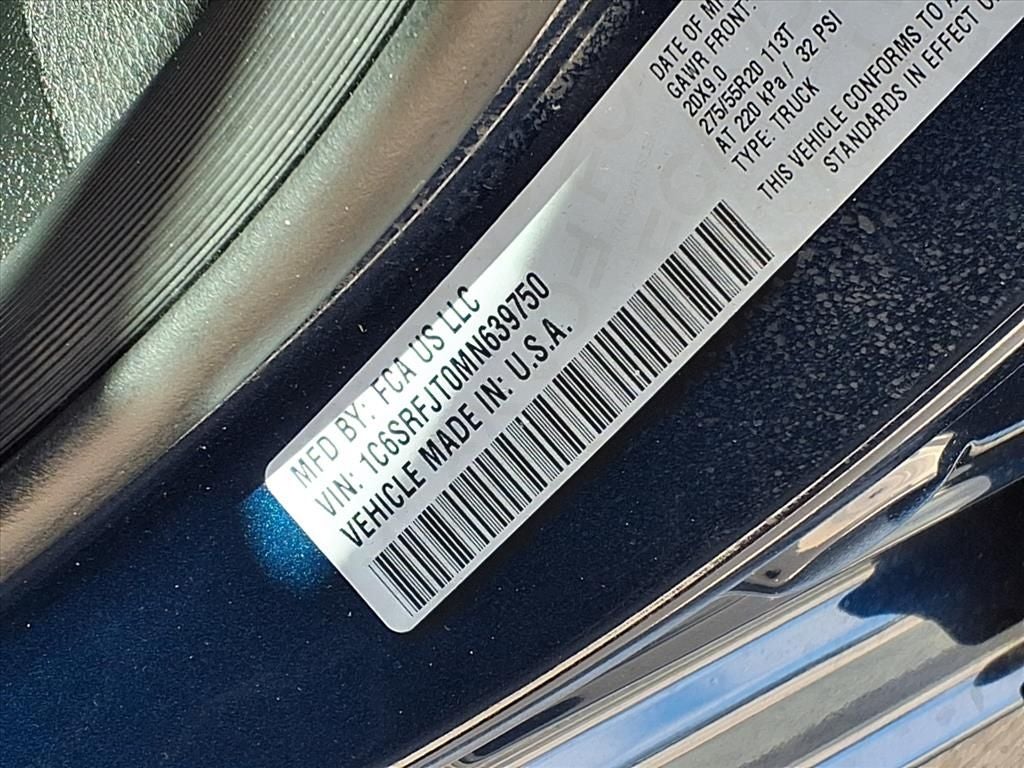 MFD BY: FCA US LLC
VIN: 1C6SRFJT0MN639750
VEHICLE MADE IN: U.S.A.
DATE OF
GAWR FRONT:
20X9.0
275/55R20 113T
AT 220 kPa / 32 PSI
TYPE: TRUCK
THIS VEHICLE CONFORMS TO
STANDARDS IN EFFECT